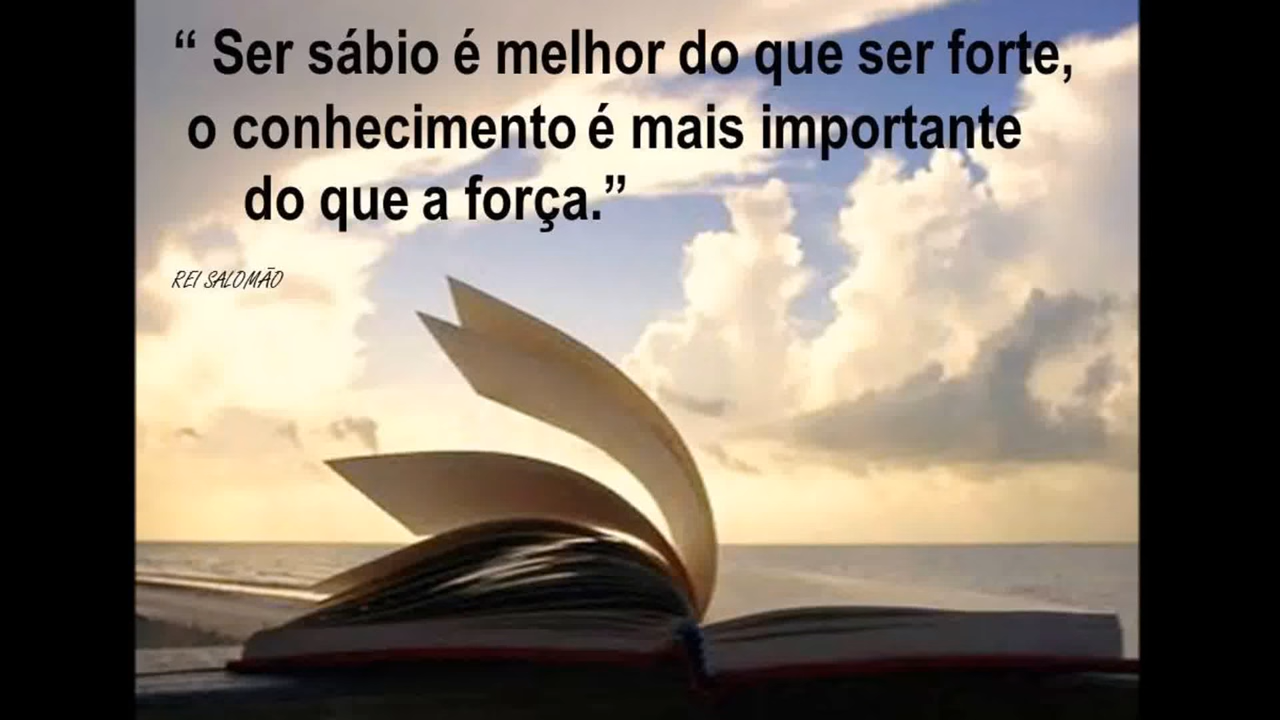 “ Ser sábio é melhor do que ser forte,
o conhecimento é mais importante
do que a força.”
REI SALOMÃO